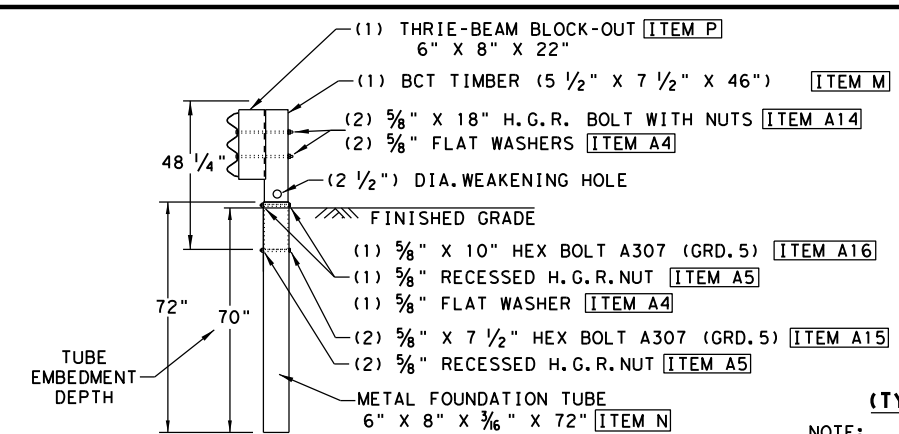 (1) THRIE-BEAM BLOCK-OUT ITEM P
6" X 8" X 22"
(1) BCT TIMBER (5 1/2" X 7 1/2" X 46") ITEM M
(2) 5/8" X 18" H.G.R. BOLT WITH NUTS ITEM A14
(2) 5/8" FLAT WASHERS ITEM A4
48 1/4"
(2 1/2") DIA.WEAKENING HOLE
FINISHED GRADE
(1) 5/8" X 10" HEX BOLT A307 (GRD.5) ITEM A16
(1) 5/8" RECESSED H.G.R.NUT ITEM A5
(1) 5/8" FLAT WASHER ITEM A4
72"
70"
(2) 5/8" X 7 1/2" HEX BOLT A307 (GRD.5) ITEM A15
(2) 5/8" RECESSED H.G.R.NUT ITEM A5
TUBE
EMBEDMENT
DEPTH
METAL FOUNDATION TUBE
6" X 8" X 3/16" X 72" ITEM N
(TY
NOTE: